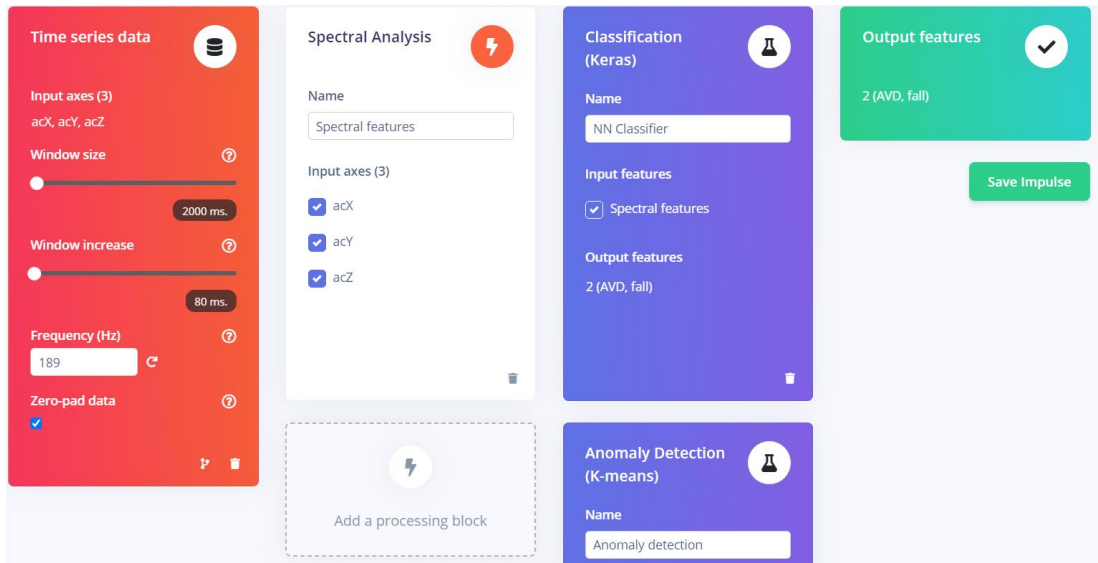 Time series data
Input axes (3)
acX, acY, acZ
Window size
2000 ms.
Window increase
80 ms.
Frequency (Hz)
189
Zero-pad data
Spectral Analysis
Name
Spectral features
Input axes (3)
acX
acY
acZ
Add a processing block
Classification
(Keras)
Name
NN Classifier
Input features
Spectral features
Output features
2 (AVD, fall)
Anomaly Detection
(K-means)
Name
Anomaly detection
Output features
2 (AVD, fall)
Save Impulse